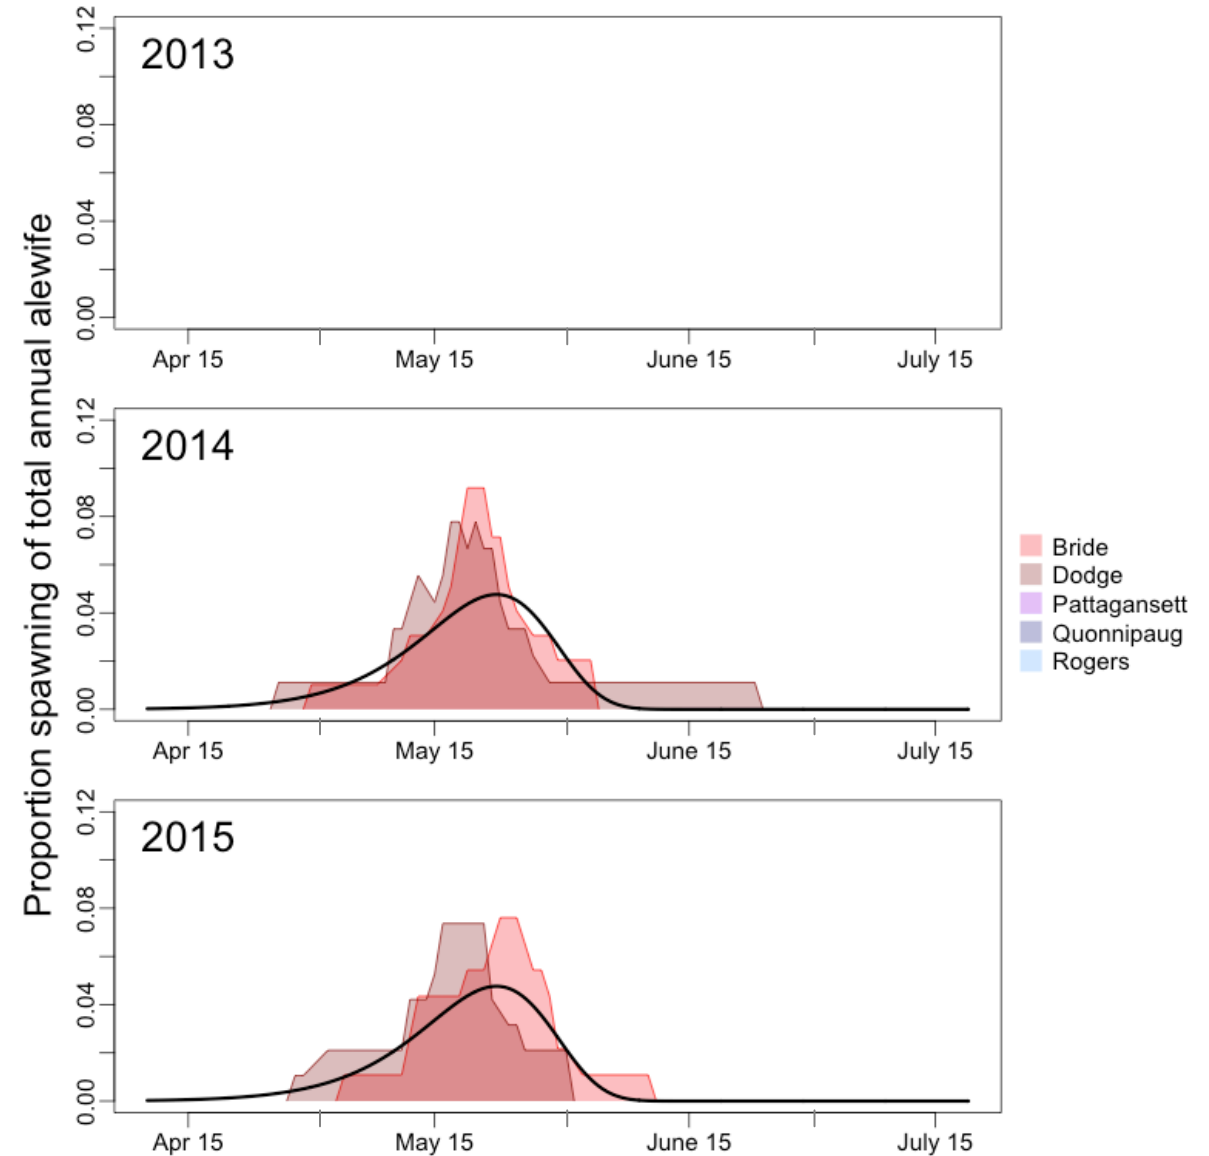 Proportion spawning of total annual alewife
2013
0.12
0.08
0.04
0.00
Apr 15 May 15 June 15 July 15
2014
0.12
0.08
0.04
0.00
Apr 15 May 15 June 15 July 15
Bride
Dodge
Pattagansett
Quonnipaug
Rogers
2015
0.12
0.08
0.04
0.00
Apr 15 May 15 June 15 July 15